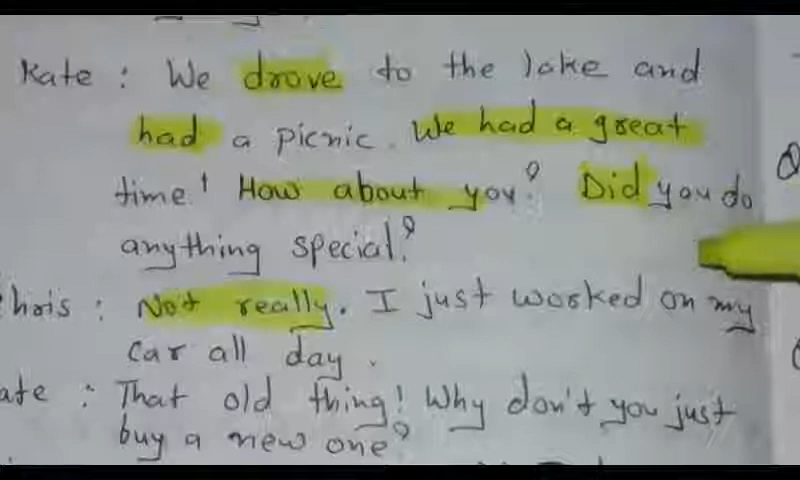 Kate : We drove to the lake and
had a picnic. We had a great
time! How about you? Did you do
anything special?
hris : Not really. I just worked on my
car all day.
ate : That old thing! Why don't you just
buy a new one?